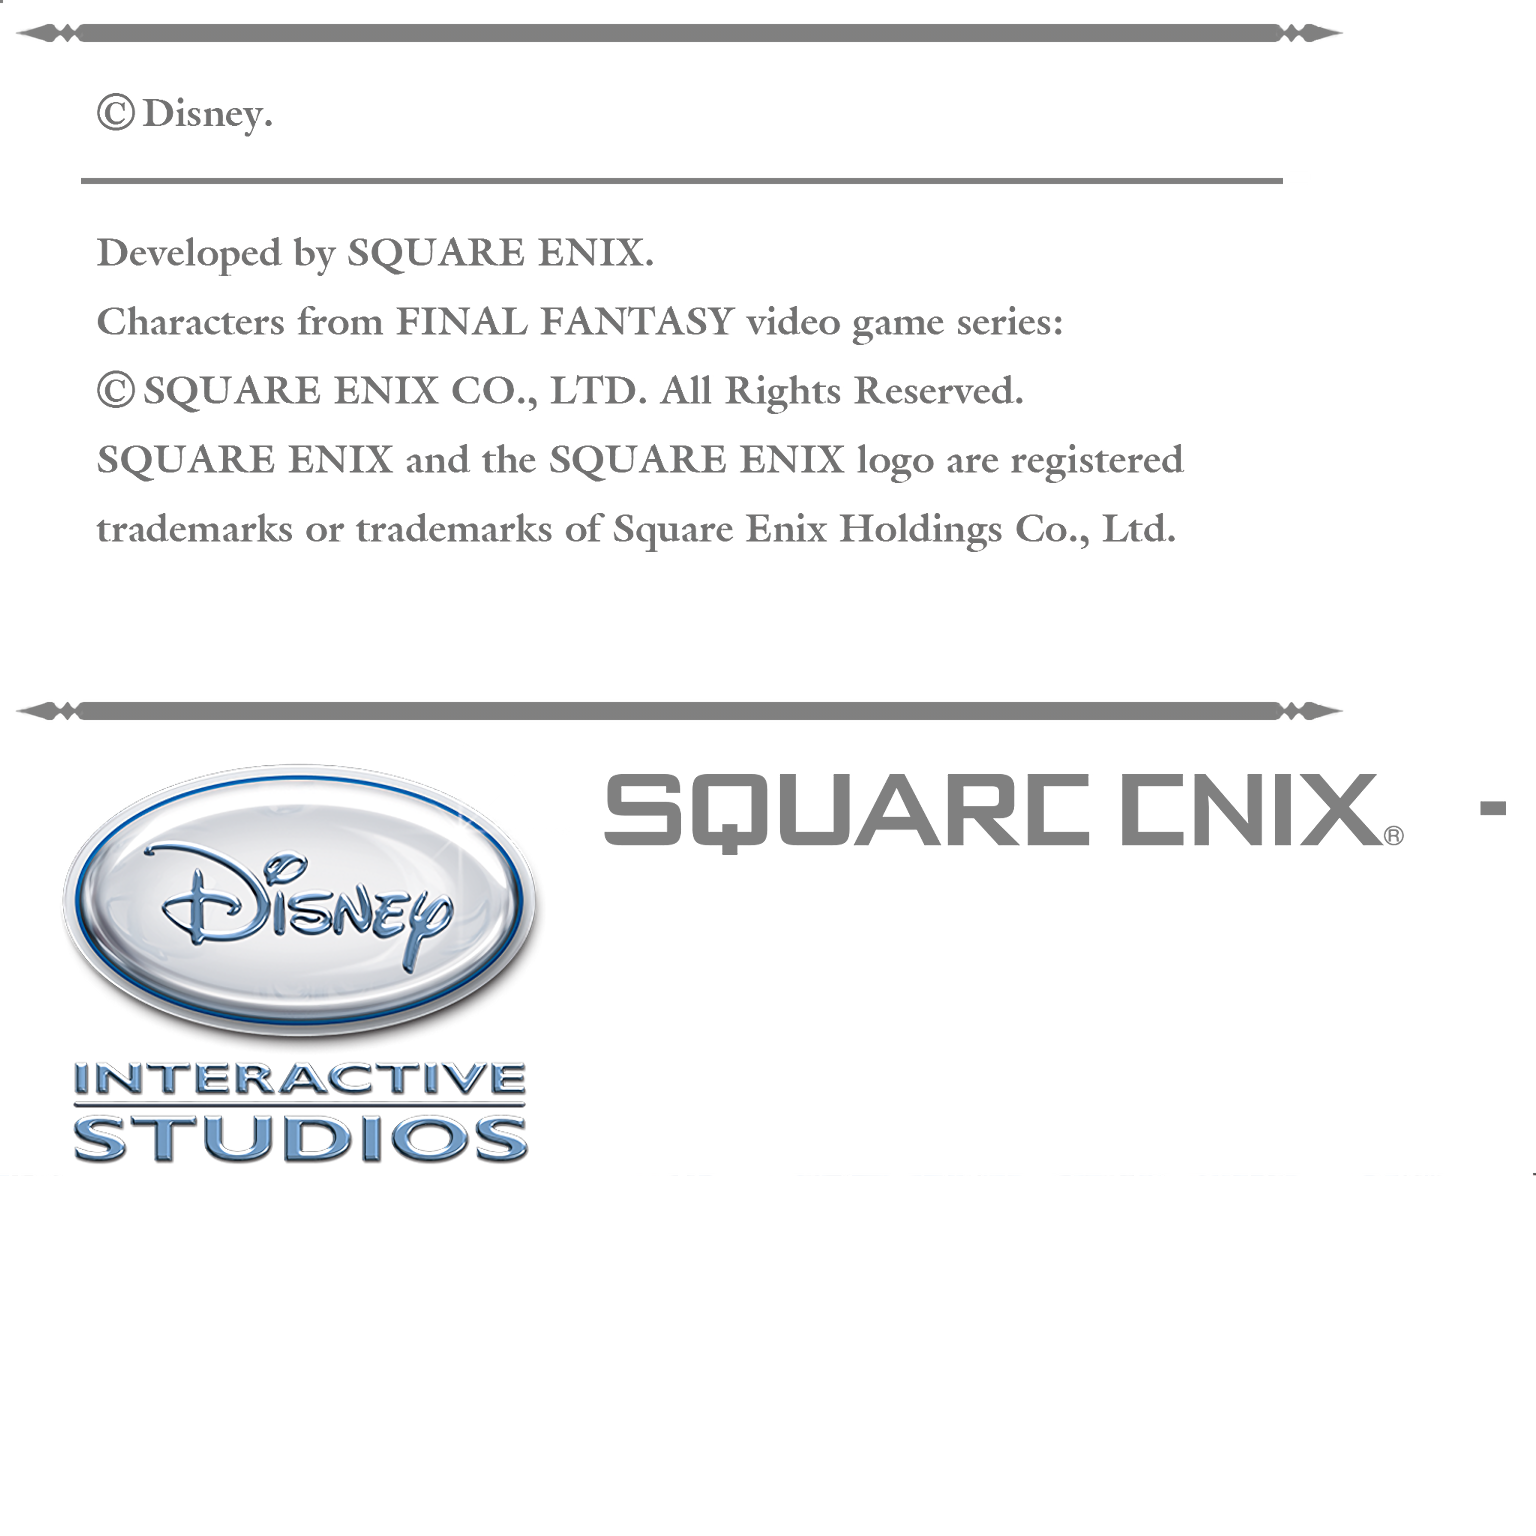 © Disney.
Developed by SQUARE ENIX.
Characters from FINAL FANTASY video game series:
© SQUARE ENIX CO., LTD. All Rights Reserved.
SQUARE ENIX and the SQUARE ENIX logo are registered
trademarks or trademarks of Square Enix Holdings Co., Ltd.
SQUARE ENIX® -
Disney
INTERACTIVE
STUDIOS